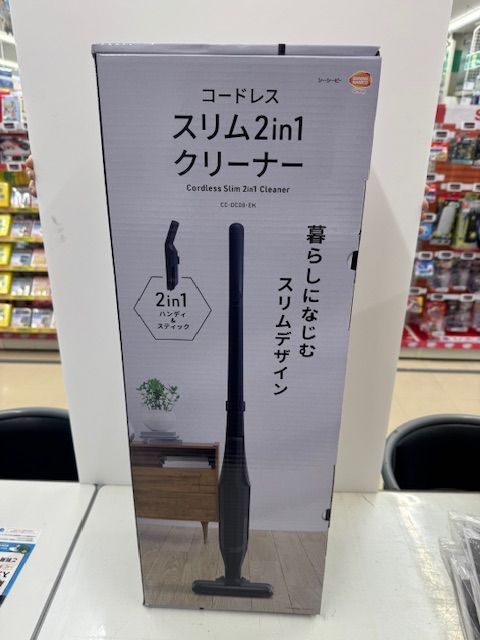 シー・シー・ピー
コードレス
スリム2in1
クリーナー
Cordless Slim 2in1 Cleaner
CC-DC08-EK
暮らしになじむ
スリムデザイン
2in1
ハンディ
&
スティック